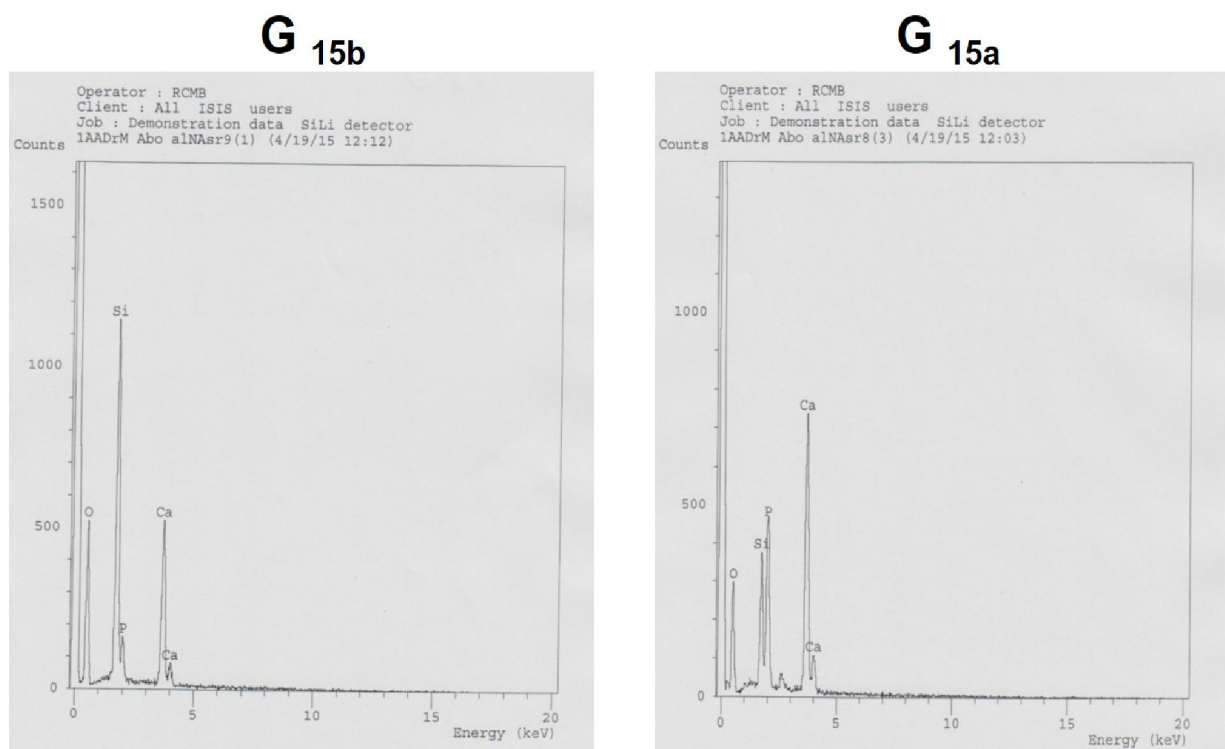 G 15b
Operator : RCMB
Client : All ISIS users
Job : Demonstration data SiLi detector
1AADrM Abo alNAsr9(1) (4/19/15 12:12)
Counts
1500
Si
1000
O
Ca
500
P
Ca
0
0 5 10 15 20
Energy (keV)
G 15a
Operator : RCMB
Client : All ISIS users
Job : Demonstration data SiLi detector
1AADrM Abo alNAsr8(3) (4/19/15 12:03)
Counts
1000
Ca
500
P
Si
O
Ca
0
0 5 10 15 20
Energy (keV)